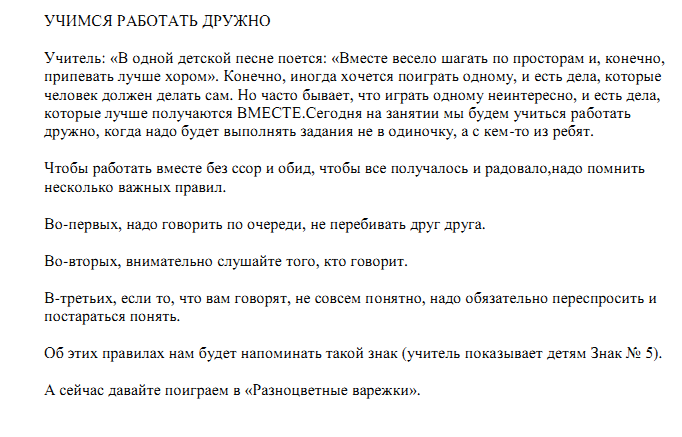 УЧИМСЯ РАБОТАТЬ ДРУЖНО
Учитель: «В одной детской песне поется: «Вместе весело шагать по просторам и, конечно,
припевать лучше хором». Конечно, иногда хочется поиграть одному, и есть дела, которые
человек должен делать сам. Но часто бывает, что играть одному неинтересно, и есть дела,
которые лучше получаются ВМЕСТЕ.Сегодня на занятии мы будем учиться работать
дружно, когда надо будет выполнять задания не в одиночку, а с кем-то из ребят.
Чтобы работать вместе без ссор и обид, чтобы все получалось и радовало,надо помнить
несколько важных правил.
Во-первых, надо говорить по очереди, не перебивать друг друга.
Во-вторых, внимательно слушайте того, кто говорит.
В-третьих, если то, что вам говорят, не совсем понятно, надо обязательно переспросить и
постараться понять.
Об этих правилах нам будет напоминать такой знак (учитель показывает детям Знак № 5).
А сейчас давайте поиграем в «Разноцветные варежки».